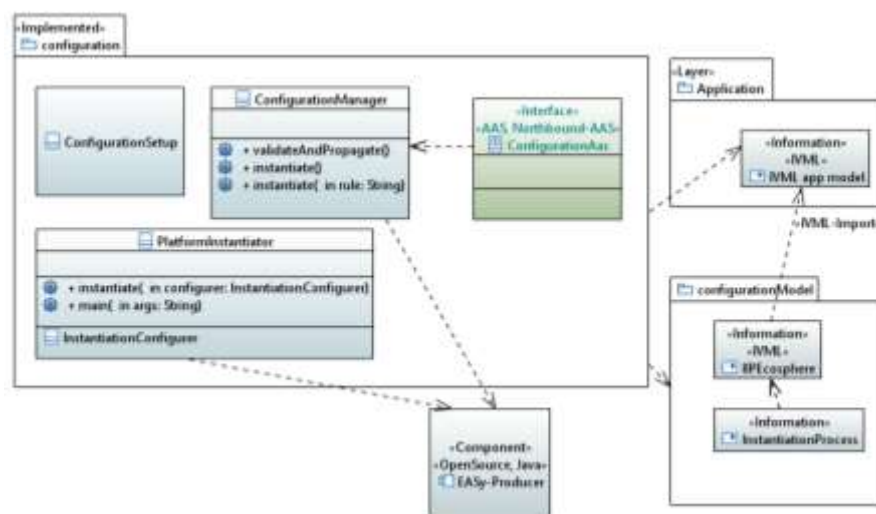 «Implemented»
configuration
ConfigurationSetup
ConfigurationManager
+ validateAndPropagate()
+ instantiate()
+ instantiate( in rule: String)
«Interface»
«AAS, Northbound-AAS»
ConfigurationAas
PlatformInstantiator
+ instantiate( in configurer: InstantiationConfigurer)
+ main( in args: String)
InstantiationConfigurer
«Component»
«OpenSource, Java»
EASy-Producer
«Layer»
Application
«Information»
«IVML»
IVML app model
«IVML-Import»
configurationModel
«Information»
«IVML»
IIPEcosphere
«Information»
InstantiationProcess